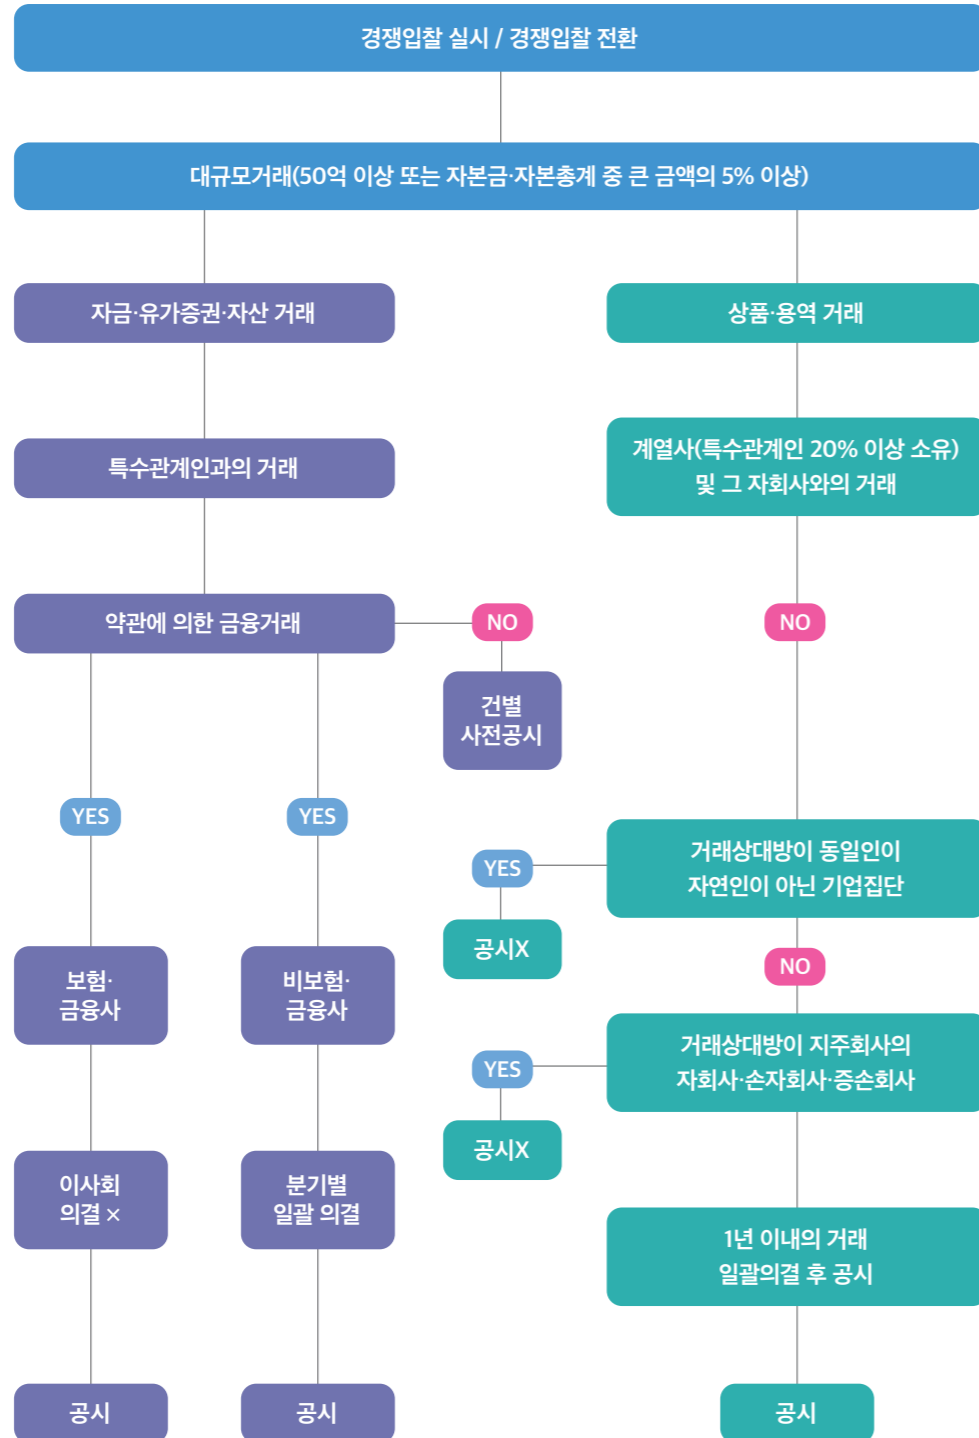 경쟁입찰 실시 / 경쟁입찰 전환
대규모거래(50억 이상 또는 자본금·자본총계 중 큰 금액의 5% 이상)
자금·유가증권·자산 거래
상품·용역 거래
특수관계인과의 거래
계열사(특수관계인 20% 이상 소유)
및 그 자회사와의 거래
약관에 의한 금융거래
NO
NO
건별
사전공시
YES
YES
거래상대방이 동일인이
자연인이 아닌 기업집단
YES
공시X
보험·
금융사
비보험·
금융사
NO
거래상대방이 지주회사의
자회사·손자회사·증손회사
YES
공시X
이사회
의결 ×
분기별
일괄 의결
1년 이내의 거래
일괄의결 후 공시
공시
공시
공시